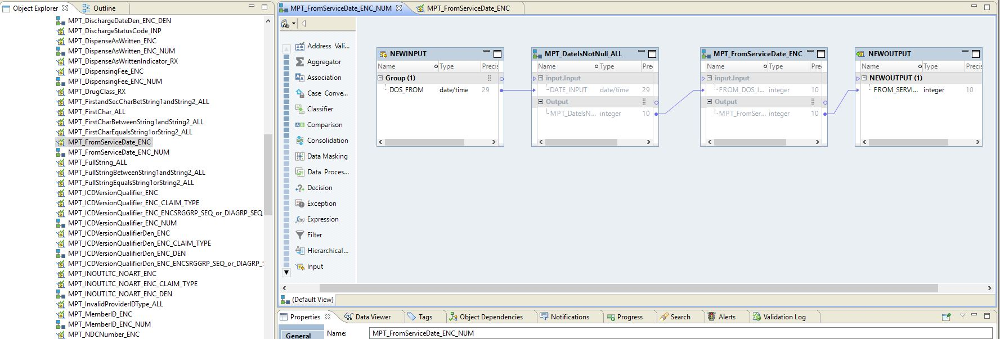 Object Explorer
Outline
MPT_DischargeDateDen_ENC_DEN
MPT_DischargeStatusCode_INP
MPT_DispenseAsWritten_ENC
MPT_DispenseAsWritten_ENC_NUM
MPT_DispenseAsWrittenIndicator_RX
MPT_DispensingFee_ENC
MPT_DispensingFee_ENC_NUM
MPT_DrugClass_RX
MPT_FirstandSecCharBetString1andString2_ALL
MPT_FirstChar_ALL
MPT_FirstCharBetweenString1andString2_ALL
MPT_FirstCharEqualsString1orString2_ALL
MPT_FromServiceDate_ENC
MPT_FromServiceDate_ENC_NUM
MPT_FullString_ALL
MPT_FullStringBetweenString1andString2_ALL
MPT_FullStringEqualsString1orString2_ALL
MPT_ICDVersionQualifier_ENC
MPT_ICDVersionQualifier_ENC_CLAIM_TYPE
MPT_ICDVersionQualifier_ENC_ENCSRGGRP_SEQ_or_DIAGRP_SEQ
MPT_ICDVersionQualifier_ENC_NUM
MPT_ICDVersionQualifierDen_ENC
MPT_ICDVersionQualifierDen_ENC_CLAIM_TYPE
MPT_ICDVersionQualifierDen_ENC_DEN
MPT_ICDVersionQualifierDen_ENC_ENCSRGGRP_SEQ_or_DIAGRP_S
MPT_INOUTLTC_NOART_ENC
MPT_INOUTLTC_NOART_ENC_CLAIM_TYPE
MPT_INOUTLTC_NOART_ENC_DEN
MPT_InvalidProviderIDType_ALL
MPT_MemberID_ENC
MPT_MemberID_ENC_NUM
MPT_NDCNumber_ENC
MPT_FromServiceDate_ENC_NUM
MPT_FromServiceDate_ENC
Ab
Address Vali...
Aggregator
Association
Case Conve...
Classifier
Comparison
Consolidation
Data Masking
Data Proces...
Decision
Exception
f(x) Expression
Filter
Hierarchical...
Input
NEWINPUT
Name Type Precis
Group (1)
DOS_FROM date/time 29
MPT_DateIsNotNull_ALL
Name Type Pre
input.Input
DATE_INPUT date/time 29
Output
MPT_DateIsN... integer 10
MPT_FromServiceDate_ENC
Name Type Pre
input.Input
FROM_DOS_I... integer 10
Output
MPT_FromSer... integer 10
NEWOUTPUT
Name Type Precis
NEWOUTPUT (1)
FROM_SERVI... integer 10
(Default View)
Properties
Data Viewer
Tags
Object Dependencies
Notifications
Progress
Search
Alerts
Validation Log
General
Name: MPT_FromServiceDate_ENC_NUM